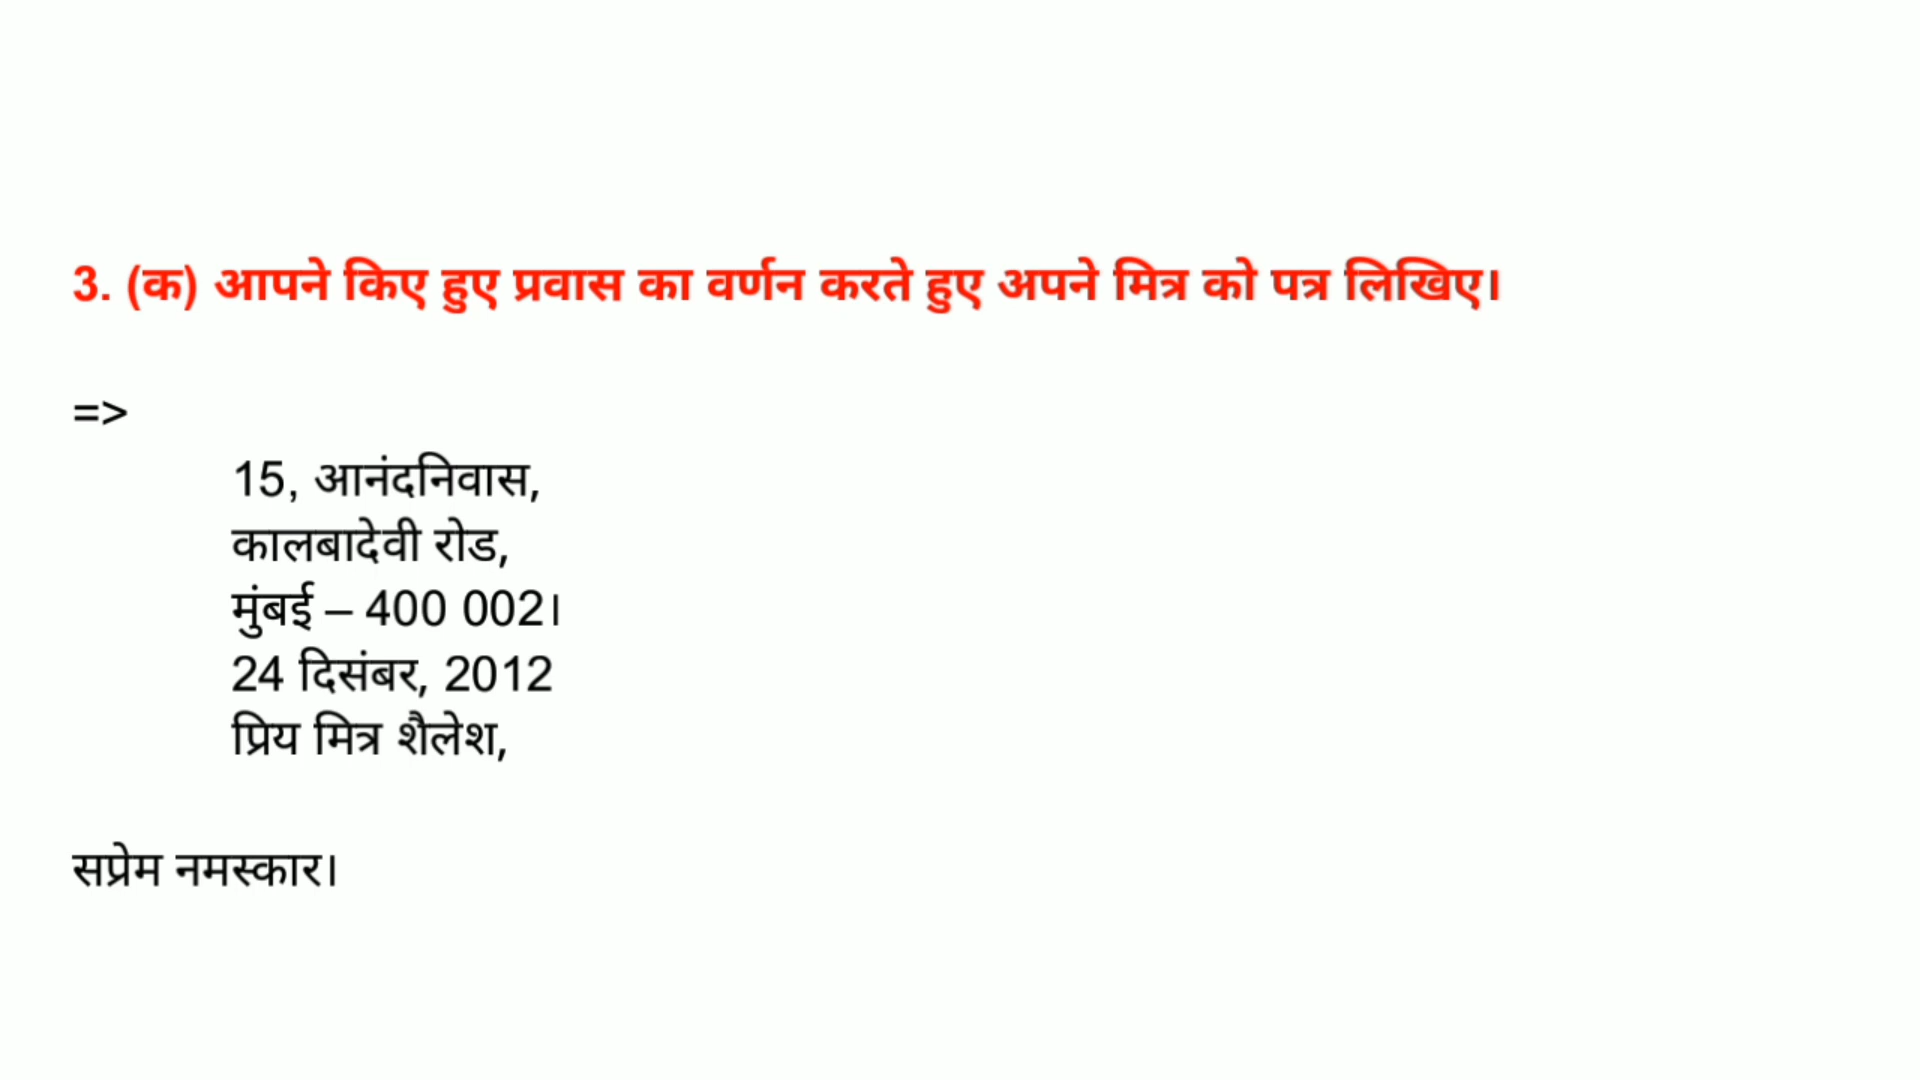 3. (क) आपने किए हुए प्रवास का वर्णन करते हुए अपने मित्र को पत्र लिखिए।
=>
15, आनंदनिवास,
कालबादेवी रोड,
मुंबई – 400 002।
24 दिसंबर, 2012
प्रिय मित्र शैलेश,
सप्रेम नमस्कार।